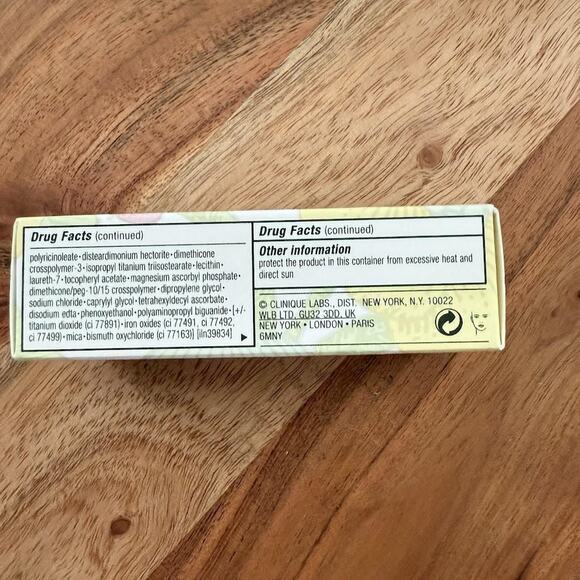 Drug Facts (continued)
polyricinoleate•disteardimonium hectorite•dimethicone
crosspolymer-3•isopropyl titanium triisostearate•lecithin•
laureth-7•tocopheryl acetate•magnesium ascorbyl phosphate•
dimethicone/peg-10/15 crosspolymer•dipropylene glycol•
sodium chloride•caprylyl glycol•tetrahexyldecyl ascorbate•
disodium edta•phenoxyethanol•polyaminopropyl biguanide•[+/-
titanium dioxide (ci 77891)•iron oxides (ci 77491, ci 77492,
ci 77499)•mica•bismuth oxychloride (ci 77163)] [iln39834]
Drug Facts (continued)
Other information
protect the product in this container from excessive heat and
direct sun
© CLINIQUE LABS., DIST. NEW YORK, N.Y. 10022
WLB LTD. GU32 3DD, UK
NEW YORK • LONDON • PARIS
6MNY